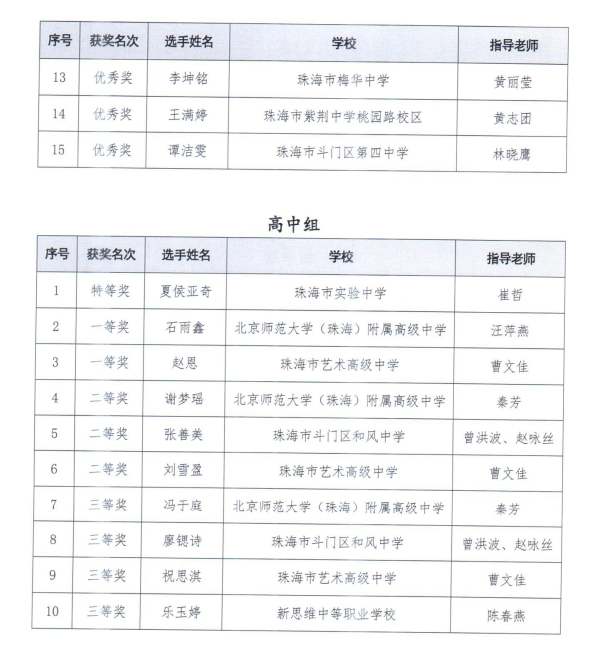 序号 获奖名次 选手姓名 学校 指导老师
13 优秀奖 李坤铭 珠海市梅华中学 黄丽莹
14 优秀奖 王满婷 珠海市紫荆中学桃园路校区 黄志团
15 优秀奖 谭洁雯 珠海市斗门区第四中学 林晓鹰
高中组
序号 获奖名次 选手姓名 学校 指导老师
1 特等奖 夏侯亚奇 珠海市实验中学 崔哲
2 一等奖 石雨鑫 北京师范大学（珠海）附属高级中学 汪萍燕
3 一等奖 赵恩 珠海市艺术高级中学 曹文佳
4 二等奖 谢梦瑶 北京师范大学（珠海）附属高级中学 秦芳
5 二等奖 张善美 珠海市斗门区和风中学 曾洪波、赵咏丝
6 二等奖 刘雪盈 珠海市艺术高级中学 曹文佳
7 三等奖 冯于庭 北京师范大学（珠海）附属高级中学 秦芳
8 三等奖 廖锶诗 珠海市斗门区和风中学 曾洪波、赵咏丝
9 三等奖 祝思淇 珠海市艺术高级中学 曹文佳
10 三等奖 乐玉婷 新思维中等职业学校 陈春燕